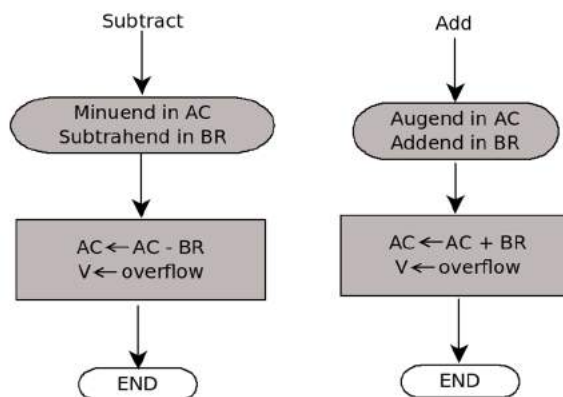 Subtract
Minuend in AC
Subtrahend in BR
AC ← AC - BR
V ← overflow
END
Add
Augend in AC
Addend in BR
AC ← AC + BR
V ← overflow
END